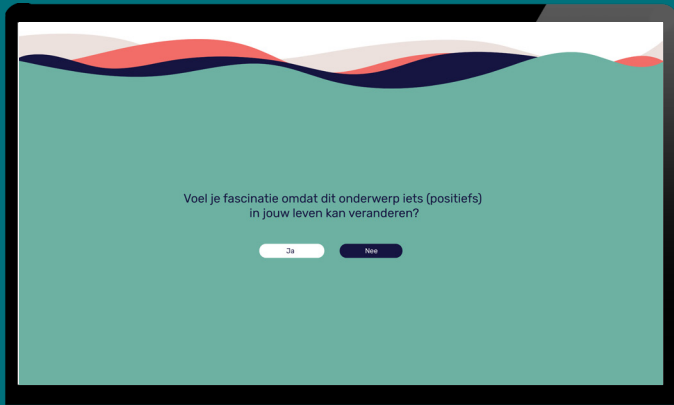 Voel je fascinatie omdat dit onderwerp iets (positiefs)
in jouw leven kan veranderen?
Ja
Nee